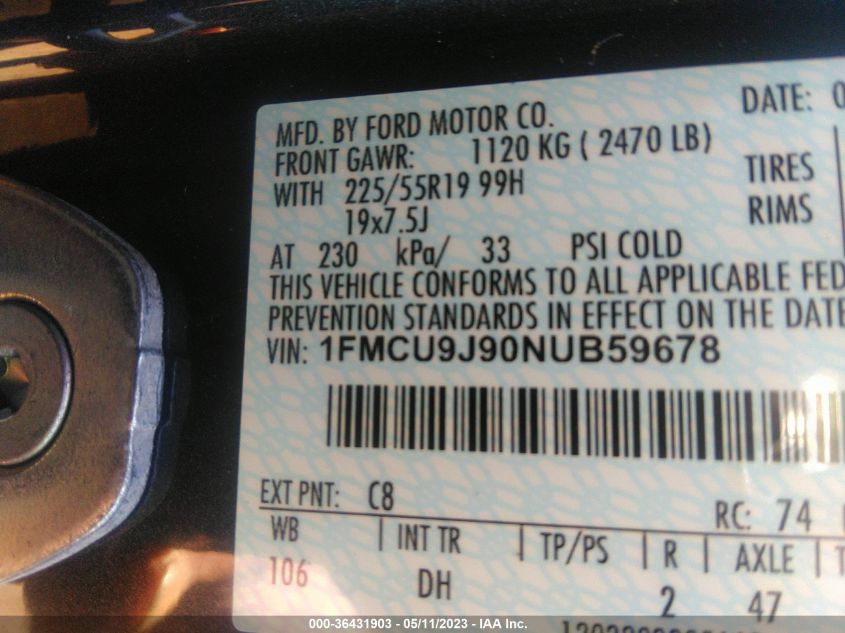 DATE: 0
MFD. BY FORD MOTOR CO.
FRONT GAWR: 1120 KG ( 2470 LB)
WITH 225/55R19 99H TIRES
19x7.5J RIMS
AT 230 kPa/ 33 PSI COLD
THIS VEHICLE CONFORMS TO ALL APPLICABLE FED
PREVENTION STANDARDS IN EFFECT ON THE DATE
VIN: 1FMCU9J90NUB59678
EXT PNT: C8 RC: 74
WB INT TR TP/PS R AXLE T
106 DH 2 47
000-36431903 - 05/11/2023 - IAA Inc.